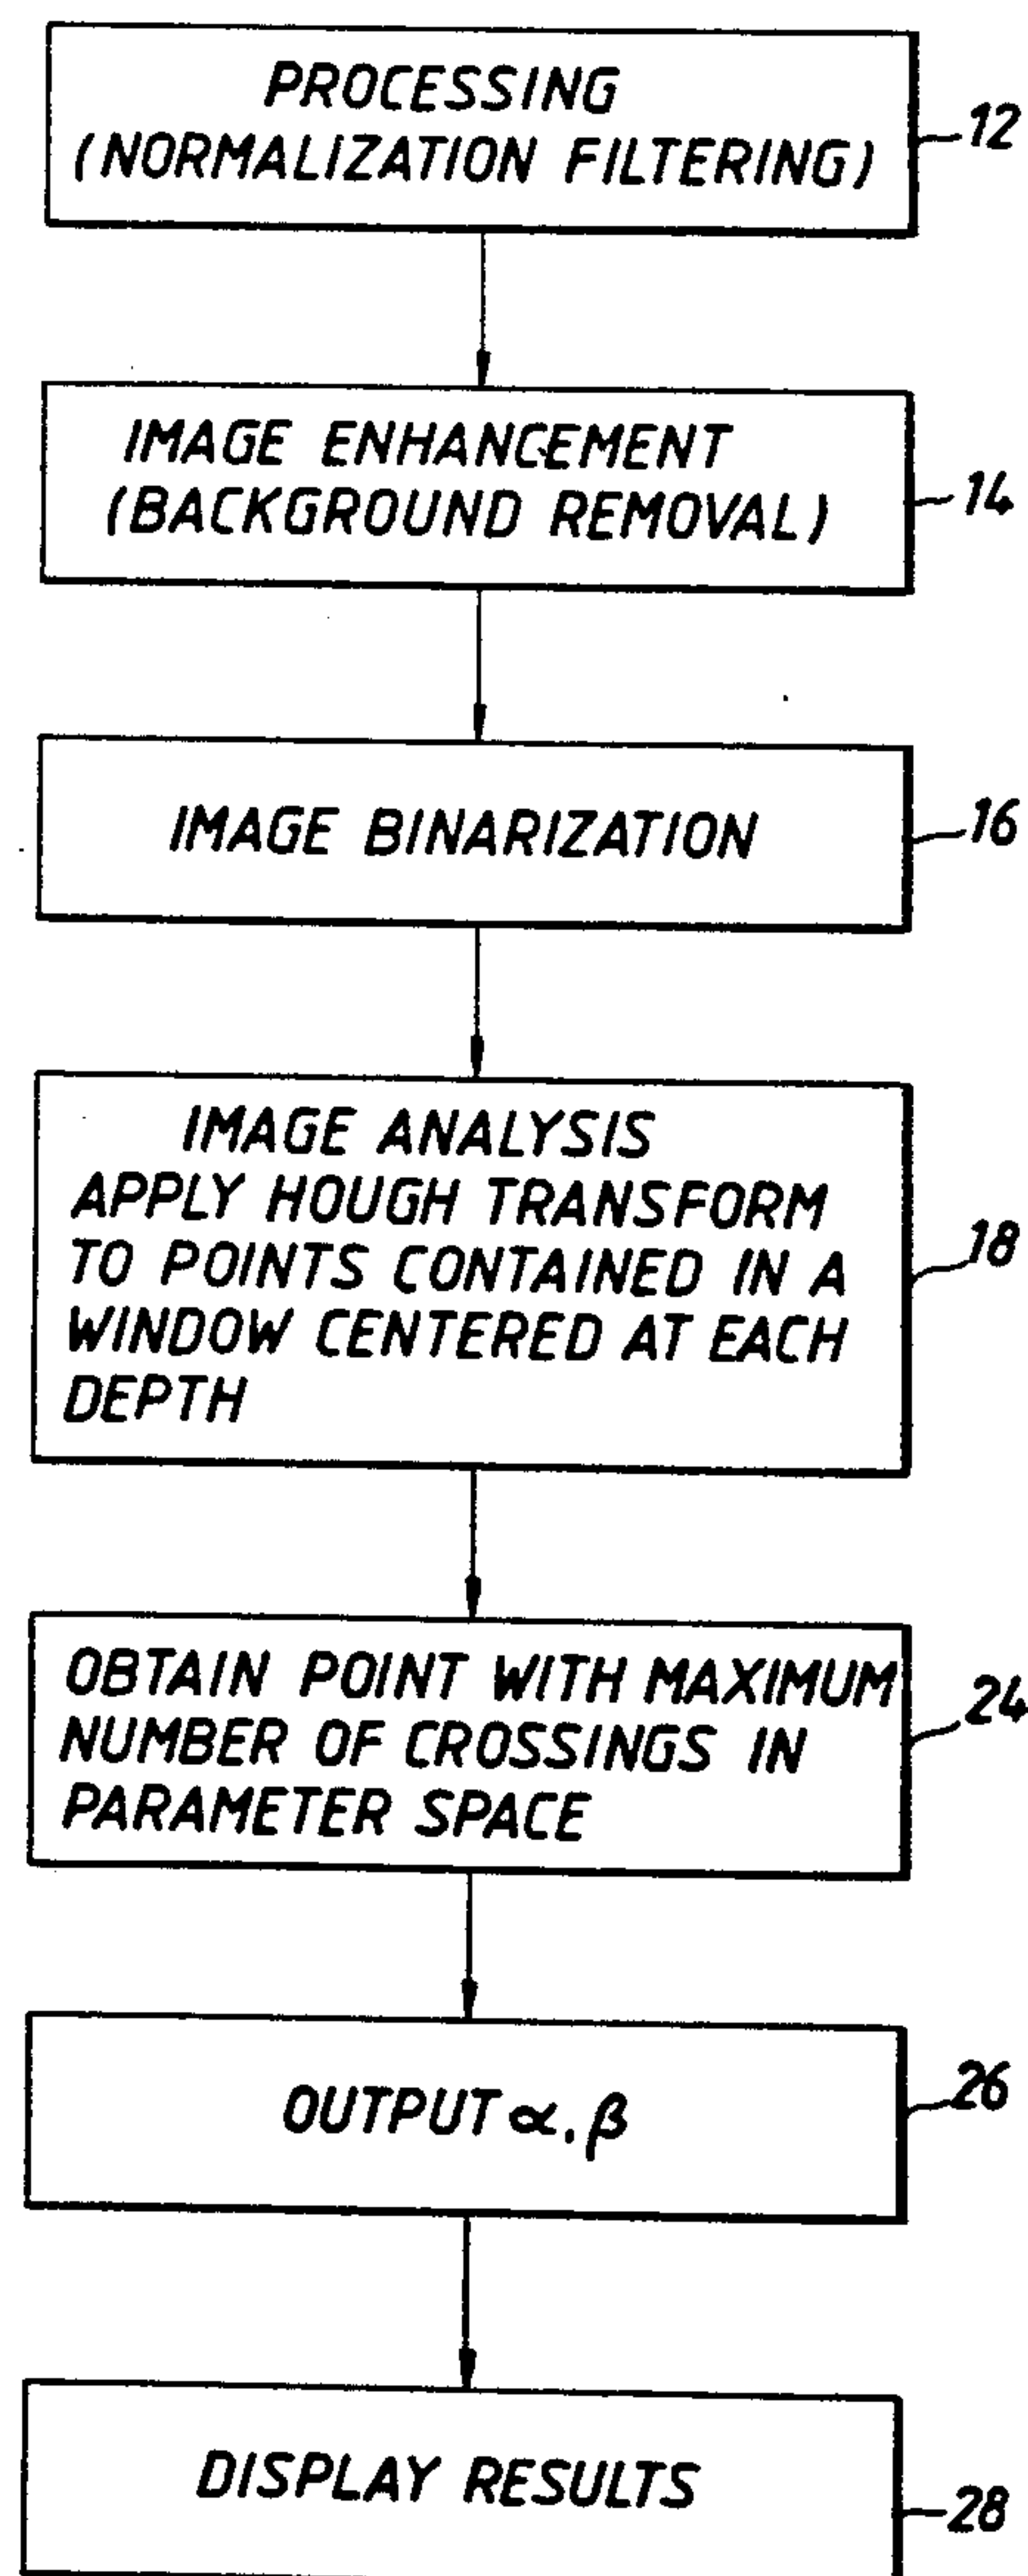 PROCESSING
(NORMALIZATION FILTERING)
12
IMAGE ENHANCEMENT
(BACKGROUND REMOVAL)
14
IMAGE BINARIZATION
16
IMAGE ANALYSIS
APPLY HOUGH TRANSFORM
TO POINTS CONTAINED IN A
WINDOW CENTERED AT EACH
DEPTH
18
OBTAIN POINT WITH MAXIMUM
NUMBER OF CROSSINGS IN
PARAMETER SPACE
24
OUTPUT α, β
26
DISPLAY RESULTS
28